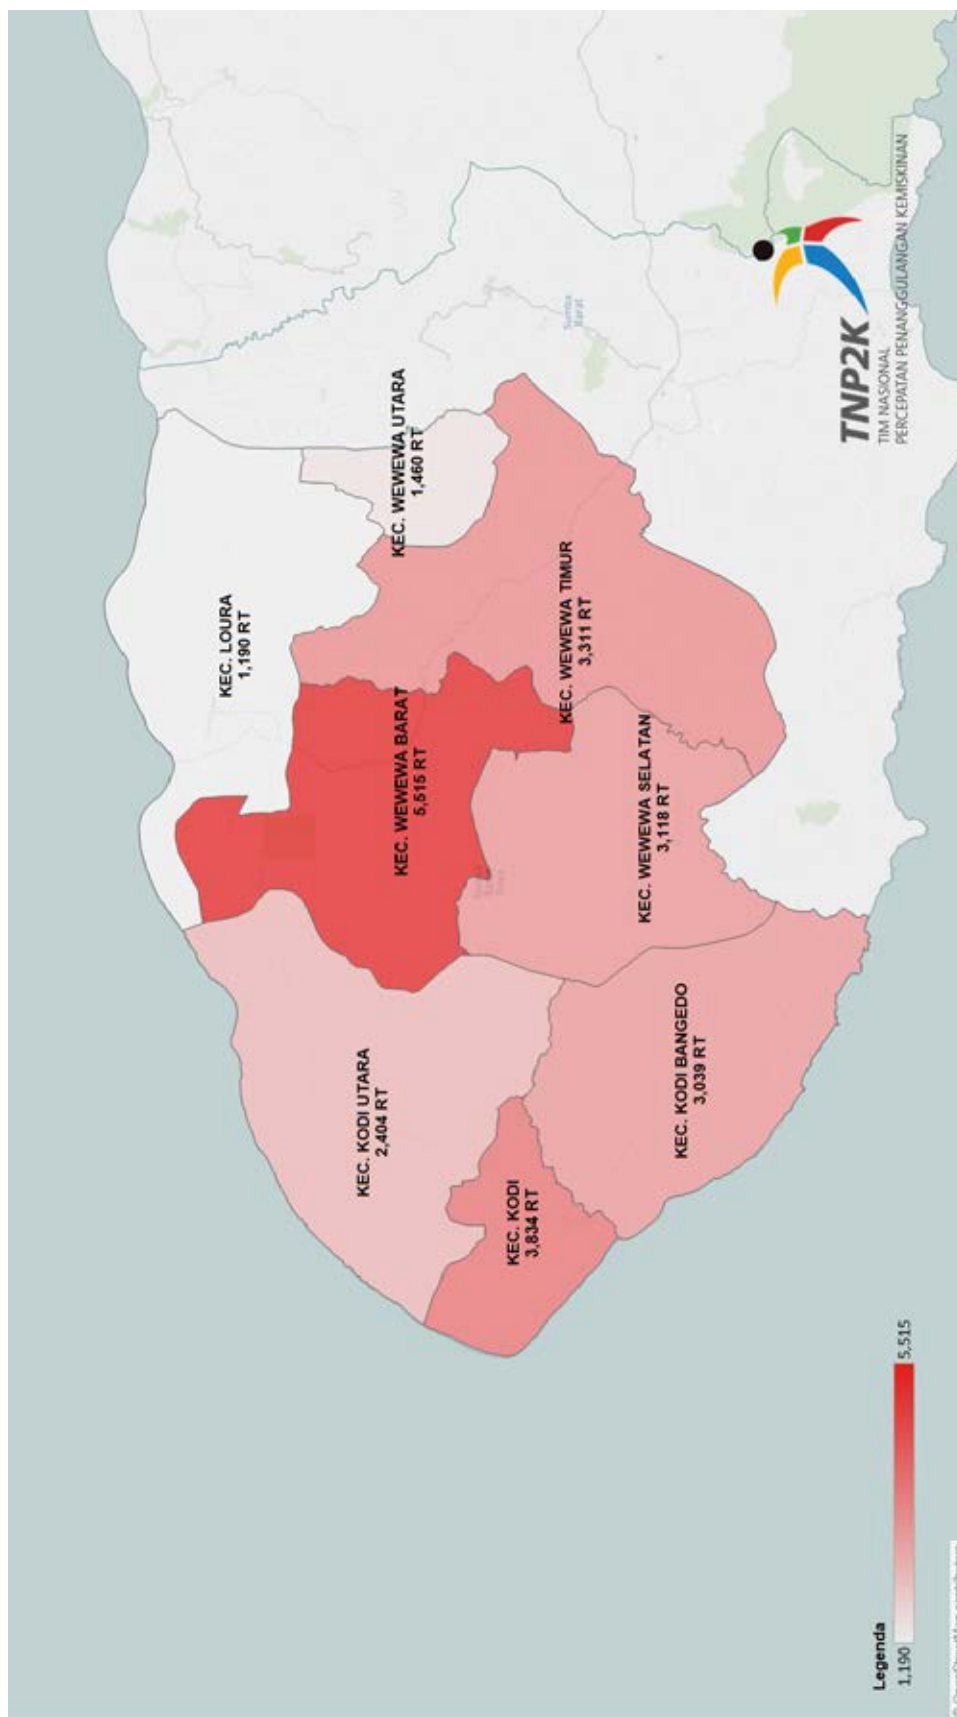 KEC. LOURA
1,190 RT
KEC. WEWEWA UTARA
1,460 RT
KEC. WEWEWA BARAT
5,515 RT
KEC. KODI UTARA
2,404 RT
KEC. WEWEWA TIMUR
3,311 RT
KEC. KODI
3,834 RT
KEC. WEWEWA SELATAN
3,118 RT
KEC. KODI BANGEDO
3,039 RT
Sumba
Barat
TNP2K
TIM NASIONAL
PERCEPATAN PENANGGULANGAN KEMISKINAN
Legenda
1,190 5,515